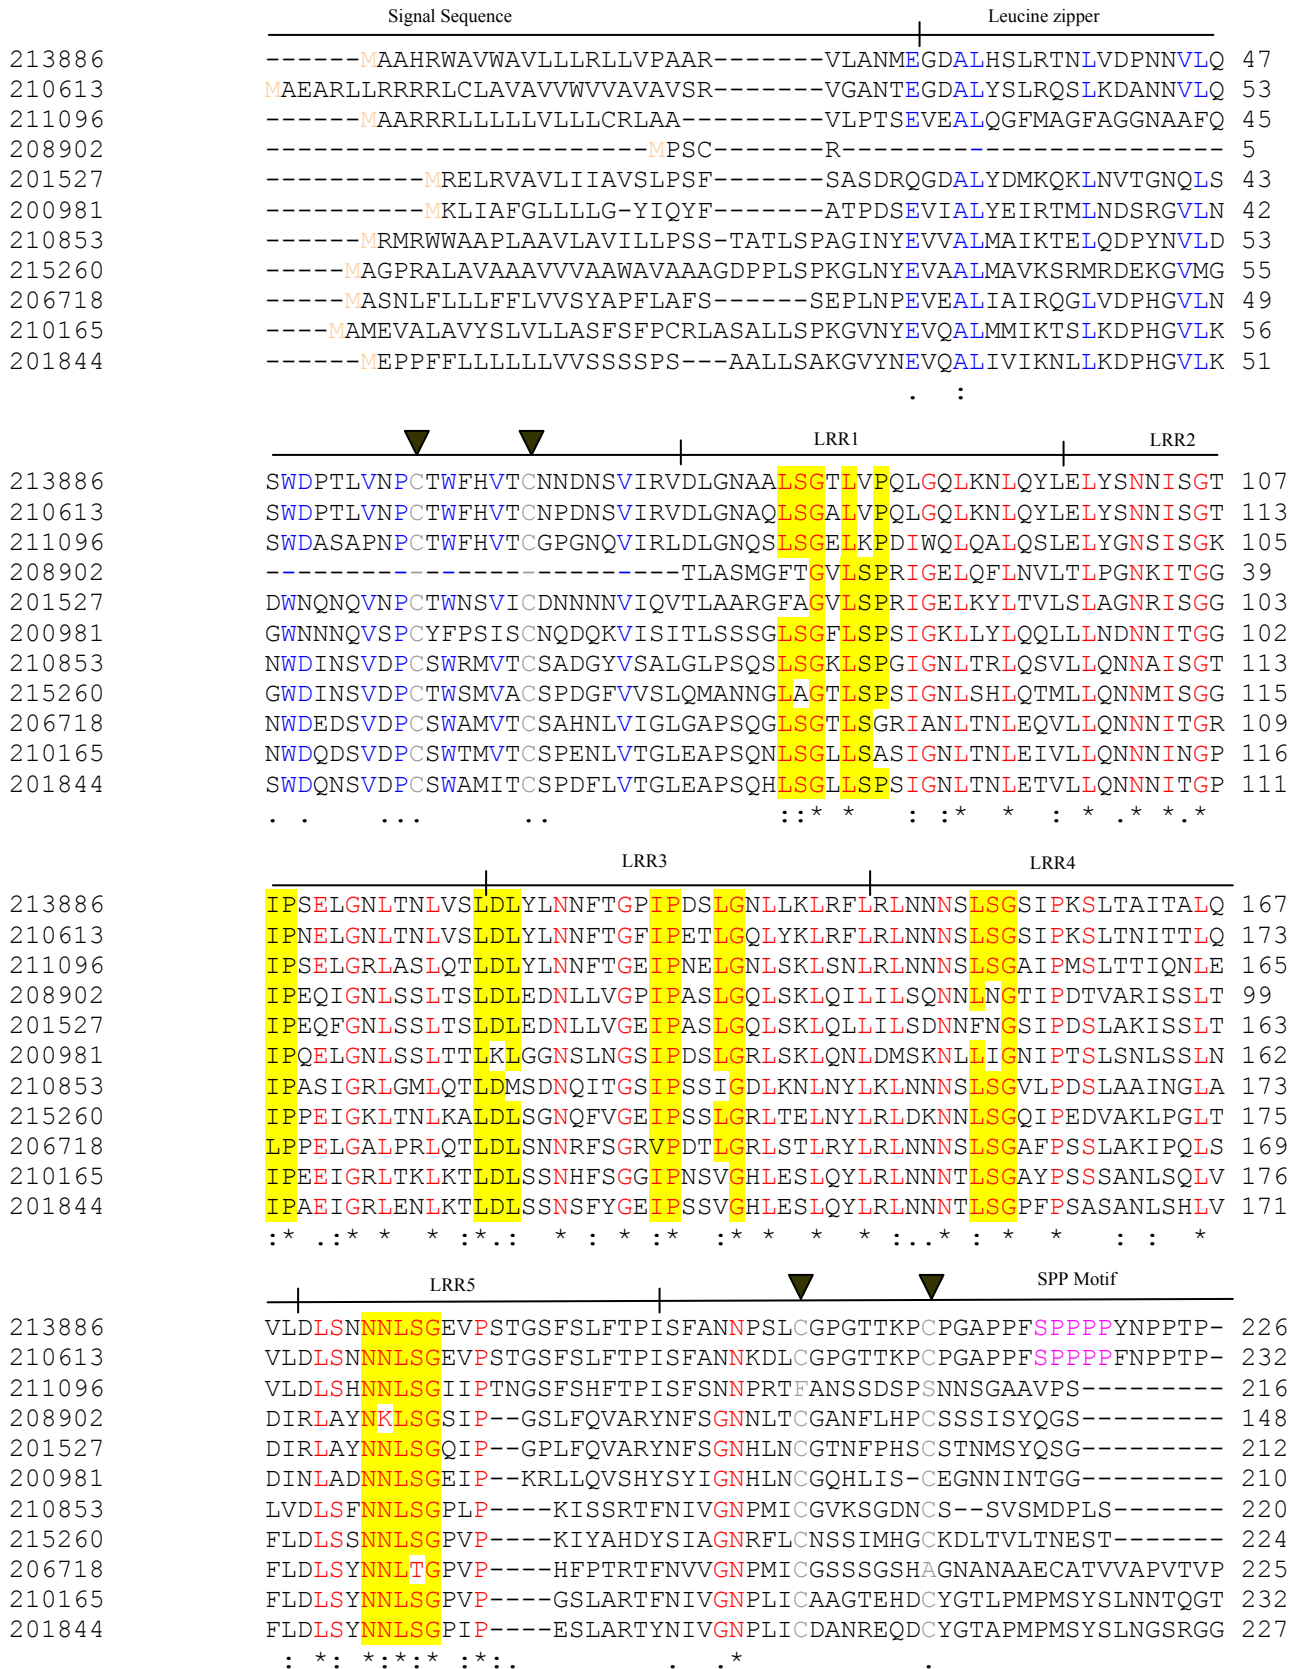 Signal Sequence Leucine zipper
213886 ------MAAHRWAVWAVLLLRLLVPAAR-------VLANMEGDALHSLRTNLVDPNNVLQ 47
210613 MAEARLLRRRRLCLAVAVVWVVAVAVSR-------VGANTEGDALYSLRQSLKDANNVLQ 53
211096 ------MAARRRLLLLLVLLLCRLAA---------VLPTSEVEALQGFMAGFAGGNAAFQ 45
208902 ------------------------MPSC-------R------------------------ 5
201527 ----------MRELRVAVLIIAVSLPSF-------SASDRQGDALYDMKQKLNVTGNQLS 43
200981 ----------MKLIAFGLLLLG-YIQYF-------ATPDSEVIALYEIRTMLNDSRGVLN 42
210853 ------MRMRWWAAPLAAVLAVILLPSS-TATLSPAGINYEVVALMAIKTELQDPYNVLD 53
215260 -----MAGPRALAVAAAVVVAAWAVAAAGDPPLSPKGLNYEVAALMAVKSRMRDEKGVMG 55
206718 -----MASNLFLLLFFLVVSYAPFLAFS------SEPLNPEVEALIAIRQGLVDPHGVLN 49
210165 ----MAMEVALAVYSLVLLASFSFPCRLASALLSPKGVNYEVQALMMIKTSLKDPHGVLK 56
201844 ------MEPPFFLLLLLLVVSSSSPS---AALLSAKGVYNEVQALIVIKNLLKDPHGVLK 51
. :
LRR1 LRR2
213886 SWDPTLVNPCTWFHVTCNNDNSVIRVDLGNAALSGTLVPQLGQLKNLQYLELYSNNISGT 107
210613 SWDPTLVNPCTWFHVTCNPDNSVIRVDLGNAQLSGALVPQLGQLKNLQYLELYSNNISGT 113
211096 SWDASAPNPCTWFHVTCGPGNQVIRLDLGNQSLSGELKPDIWQLQALQSLELYGNSISGK 105
208902 --------------------------TLASMGFTGVLSPRIGELQFLNVLTLPGNKITGG 39
201527 DWNQNQVNPCTWNSVICDNNNNVIQVTLAARGFAGVLSPRIGELKYLTVLSLAGNRISGG 103
200981 GWNNNQVSPCYFPSISCNQDQKVISITLSSSGLSGFLSPSIGKLLYLQQLLLNDNNITGG 102
210853 NWDINSVDPCSWRMVTCSADGYVSALGLPSQSLSGKLSPGIGNLTRLQSVLLQNNAISGT 113
215260 GWDINSVDPCTWSMVACSPDGFVVSLQMANNGLAGTLSPSIGNLSHLQTMLLQNNMISGG 115
206718 NWDEDSVDPCSWAMVTCSAHNLVIGLGAPSQGLSGTLSGRIANLTNLEQVLLQNNNITGR 109
210165 NWDQDSVDPCSWTMVTCSPENLVTGLEAPSQNLSGLLSASIGNLTNLEIVLLQNNNINGP 116
201844 SWDQNSVDPCSWAMITCSPDFLVTGLEAPSQHLSGLLSPSIGNLTNLETVLLQNNNITGP 111
. . ... .. ::* * : :* * : * .* *.*
LRR3 LRR4
213886 IPSELGNLTNLVSLDLYLNNFTGPIPDSLGNLLKLRFLRLNNNSLSGSIPKSLTAITALQ 167
210613 IPNELGNLTNLVSLDLYLNNFTGFIPETLGQLYKLRFLRLNNNSLSGSIPKSLTNITTLQ 173
211096 IPSELGRLASLQTLDLYLNNFTGEIPNELGNLSKLSNLRLNNNSLSGAIPMSLTTIQNLE 165
208902 IPEQIGNLSSLTSLDLEDNLLVGPIPASLGQLSKLQILILSQNNLNGTIPDTVARISSLT 99
201527 IPEQFGNLSSLTSLDLEDNLLVGEIPASLGQLSKLQLLILSDNNFNGSIPDSLAKISSLT 163
200981 IPQELGNLSSLTTLKLGGNSLNGSIPDSLGRLSKLQNLDMSKNLLIGNIPTSLSNLSSLN 162
210853 IPASIGRLGMLQTLDMSDNQITGSIPSSIGDLKNLNYLKLNNNSLSGVLPDSLAAINGLA 173
215260 IPPEIGKLTNLKALDLSGNQFVGEIPSSLGRLTELNYLRLDKNNLSGQIPEDVAKLPGLT 175
206718 LPPELGALPRLQTLDLSNNRFSGRVPDTLGRLSTLRYLRLNNNSLSGAFPSSLAKIPQLS 169
210165 IPEEIGRLTKLKTLDLSSNHFSGGIPNSVGHLESLQYLRLNNNTLSGAYPSSSANLSQLV 176
201844 IPAEIGRLENLKTLDLSSNSFYGEIPSSVGHLESLQYLRLNNNTLSGPFPSASANLSHLV 171
:* .:* * * :*.: * : * :* :* * * * :..* : * * : : *
LRR5 SPP Motif
213886 VLDLSNNNLSGEVPSTGSFSLFTPISFANNPSLCGPGTTKPCPGAPPFSPPPPYNPPTP- 226
210613 VLDLSNNNLSGEVPSTGSFSLFTPISFANNKDLCGPGTTKPCPGAPPFSPPPPFNPPTP- 232
211096 VLDLSHNNLSGIIPTNGSFSHFTPISFSNNPRTFANSSDSPSNNSGAAVPS--------- 216
208902 DIRLAYNKLSGSIP--GSLFQVARYNFSGNNLTCGANFLHPCSSSISYQGS--------- 148
201527 DIRLAYNNLSGQIP--GPLFQVARYNFSGNHLNCGTNFPHSCSTNMSYQSG--------- 212
200981 DINLADNNLSGEIP--KRLLQVSHYSYIGNHLNCGQHLIS-CEGNNINTGG--------- 210
210853 LVDLSFNNLSGPLP----KISSRTFNIVGNPMICGVKSGDNCS--SVSMDPLS------- 220
215260 FLDLSSNNLSGPVP----KIYAHDYSIAGNRFLCNSSIMHGCKDLTVLTNEST------- 224
206718 FLDLSYNNLTGPVP----HFPTRTFNVVGNPMICGSSSGSHAGNANAAECATVVAPVTVP 225
210165 FLDLSYNNLSGPVP----GSLARTFNIVGNPLICAAGTEHDCYGTLPMPMSYSLNNTQGT 232
201844 FLDLSYNNLSGPIP----ESLARTYNIVGNPLICDANREQDCYGTAPMPMSYSLNGSRGG 227
: *: *:*:* :*:. . .* .